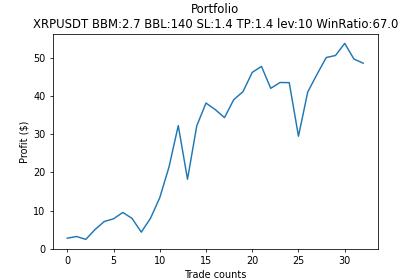 Portfolio
XRPUSDT BBM:2.7 BBL:140 SL:1.4 TP:1.4 lev:10 WinRatio:67.0
Profit ($)
50
40
30
20
10
0
0 5 10 15 20 25 30
Trade counts